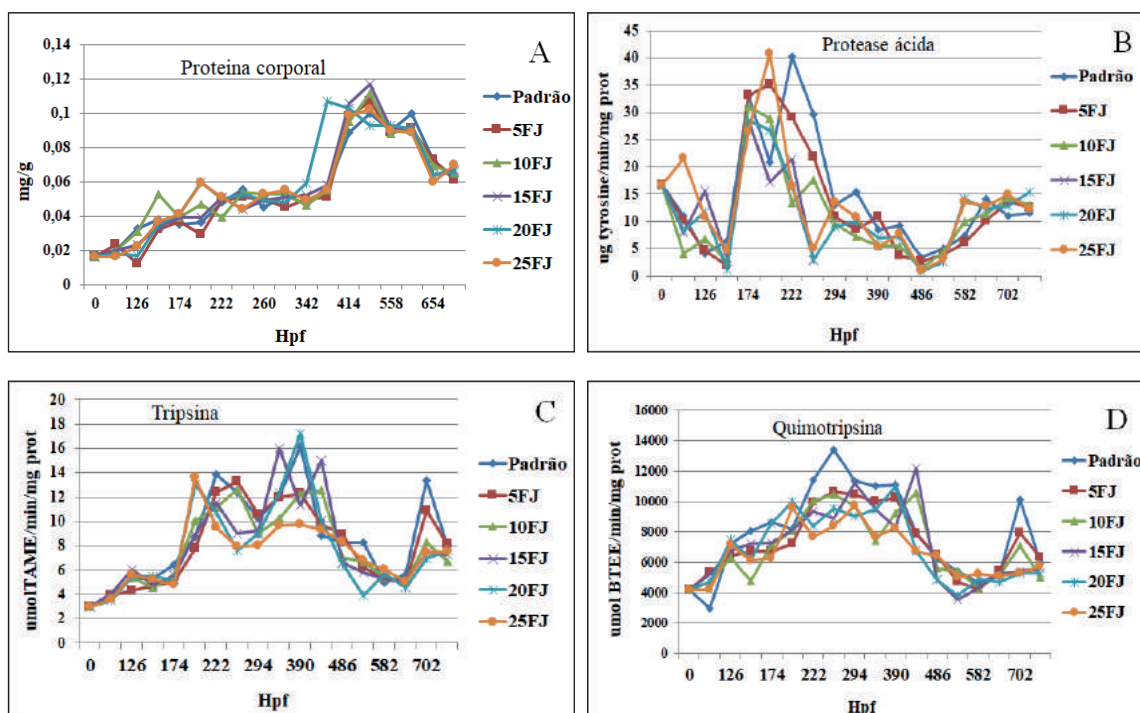 A
Proteina corporal
mg/g
0,14
0,12
0,1
0,08
0,06
0,04
0,02
0
0 126 174 222 260 342 414 558 654
Hpf
Padrão
5FJ
10FJ
15FJ
20FJ
25FJ
B
Protease ácida
ug tyrosine/min/mg prot
45
40
35
30
25
20
15
10
5
0
0 126 174 222 294 390 486 582 702
Hpf
Padrão
5FJ
10FJ
15FJ
20FJ
25FJ
C
Tripsina
umolTAME/min/mg prot
20
18
16
14
12
10
8
6
4
2
0
0 126 174 222 294 390 486 582 702
Hpf
Padrão
5FJ
10FJ
15FJ
20FJ
25FJ
D
Quimotripsina
umol BTEE/min/mg prot
16000
14000
12000
10000
8000
6000
4000
2000
0
0 126 174 222 294 390 486 582 702
Hpf
Padrão
5FJ
10FJ
15FJ
20FJ
25FJ